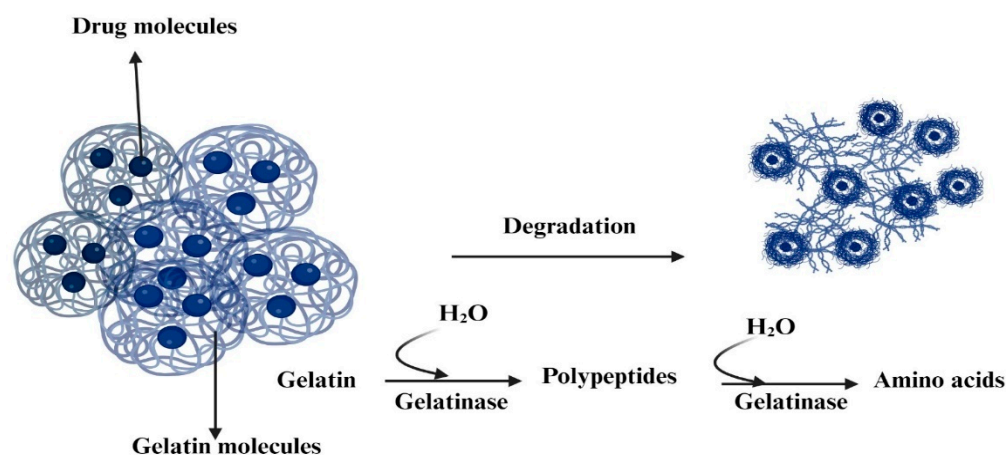 Drug molecules
Degradation
H₂O
H₂O
Gelatin
Polypeptides
Amino acids
Gelatinase
Gelatinase
Gelatin molecules